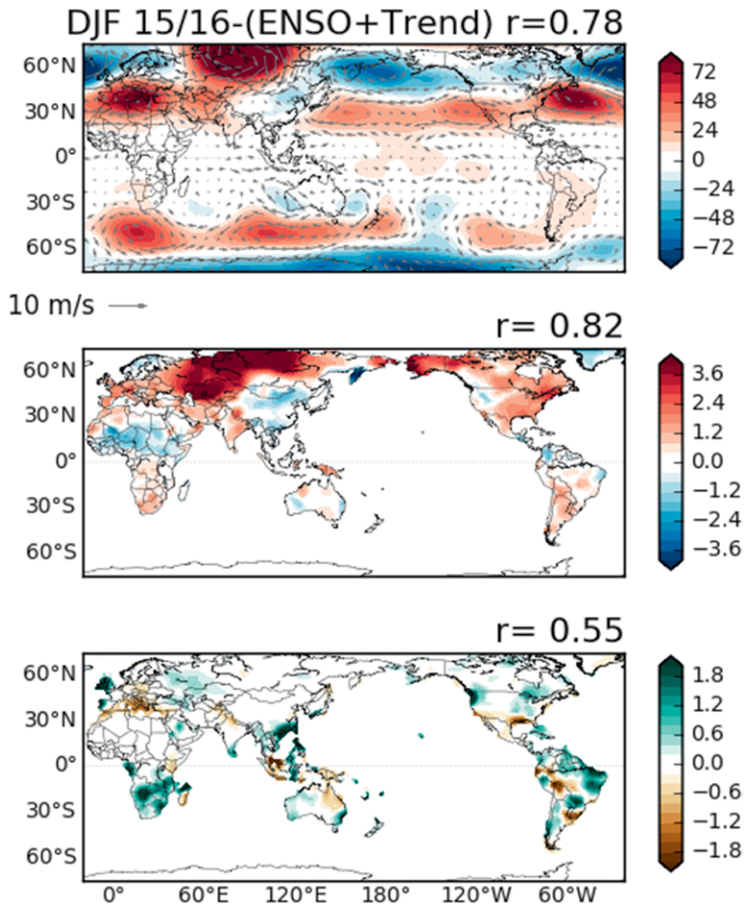 DJF 15/16-(ENSO+Trend) r=0.78
60°N
30°N
0°
30°S
60°S
72
48
24
0
−24
−48
−72
10 m/s
r= 0.82
60°N
30°N
0°
30°S
60°S
3.6
2.4
1.2
0.0
−1.2
−2.4
−3.6
r= 0.55
60°N
30°N
0°
30°S
60°S
1.8
1.2
0.6
0.0
−0.6
−1.2
−1.8
0° 60°E 120°E 180° 120°W 60°W